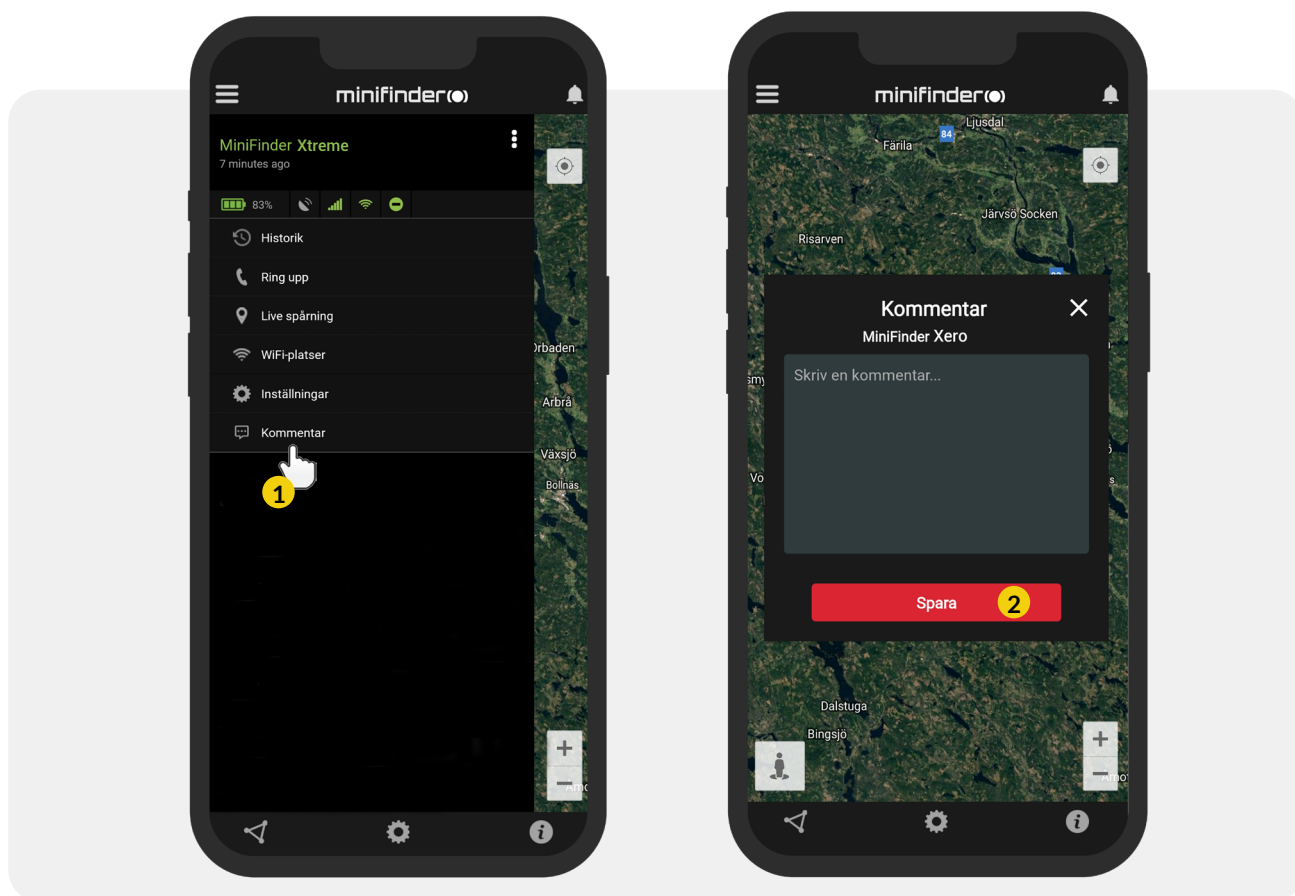 minifinder
MiniFinder Xtreme
7 minutes ago
83%
Historik
Ring upp
Live spårning
WiFi-platser
Inställningar
Kommentar
1
Orbaden
Arbrå
Växsjö
Bollnäs
minifinder
Ljusdal
84
Färila
Järvsö Socken
Risarven
Kommentar
MiniFinder Xero
Skriv en kommentar...
Spara
2
Dalstuga
Bingsjö